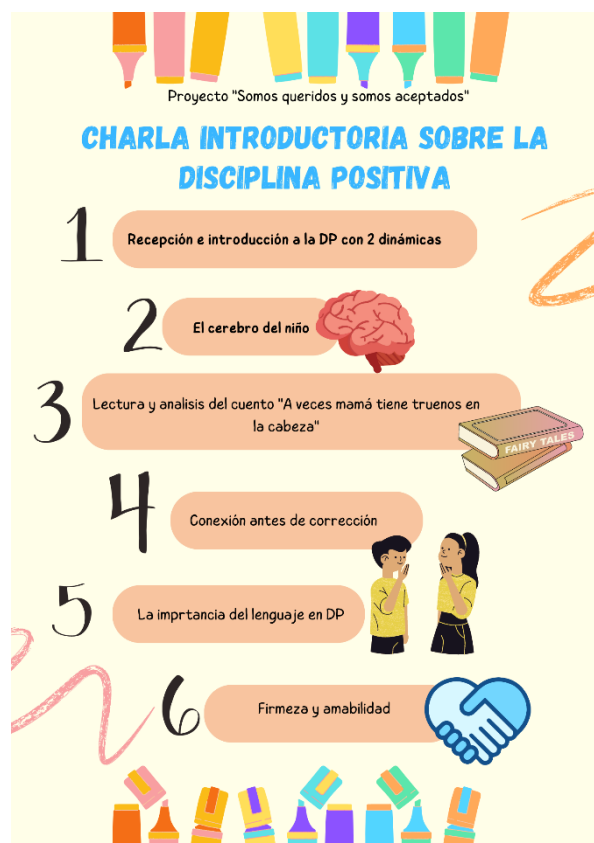 Proyecto "Somos queridos y somos aceptados"
CHARLA INTRODUCTORIA SOBRE LA
DISCIPLINA POSITIVA
1
Recepción e introducción a la DP con 2 dinámicas
2
El cerebro del niño
3
Lectura y analisis del cuento "A veces mamá tiene truenos en
la cabeza"
FAIRY TALES
4
Conexión antes de corrección
5
La imprtancia del lenguaje en DP
6
Firmeza y amabilidad